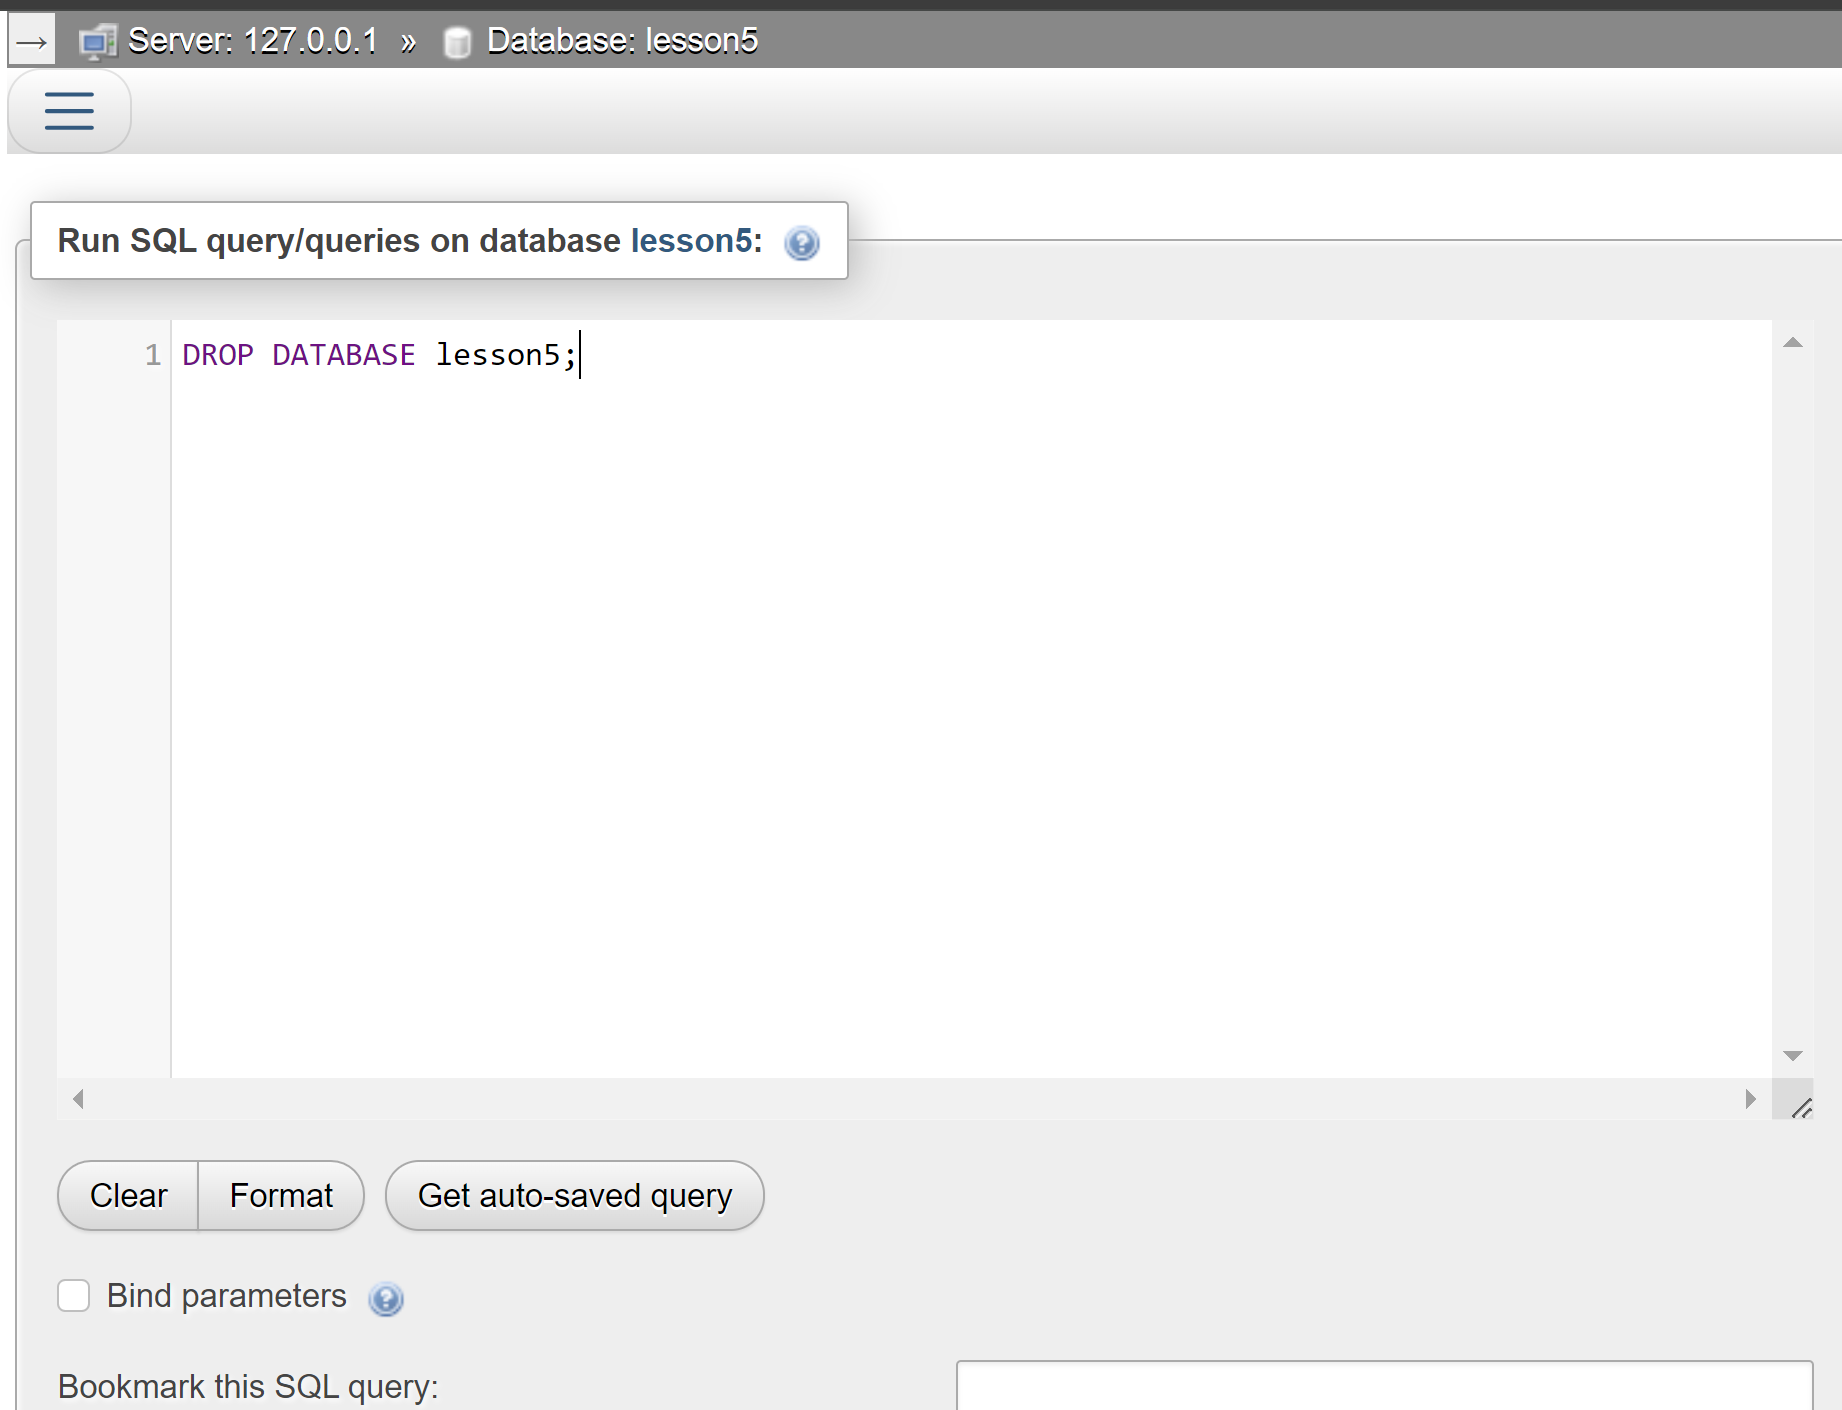 Server: 127.0.0.1 » Database: lesson5
Run SQL query/queries on database lesson5:
1 DROP DATABASE lesson5;
Clear Format Get auto-saved query
Bind parameters
Bookmark this SQL query: